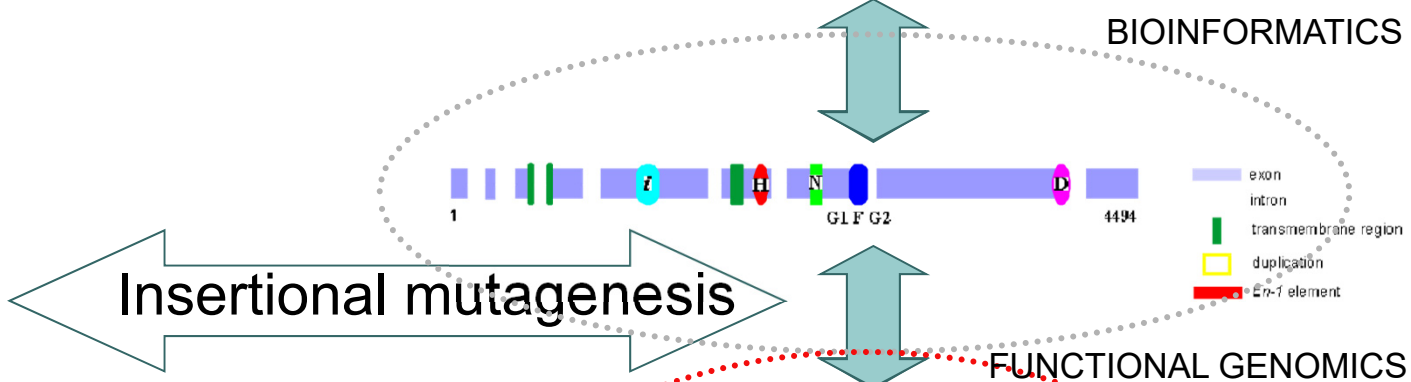 BIOINFORMATICS
i H N D
1 G1 F G2 4494
exon
intron
transmembrane region
duplication
En-1 element
Insertional mutagenesis
FUNCTIONAL GENOMICS